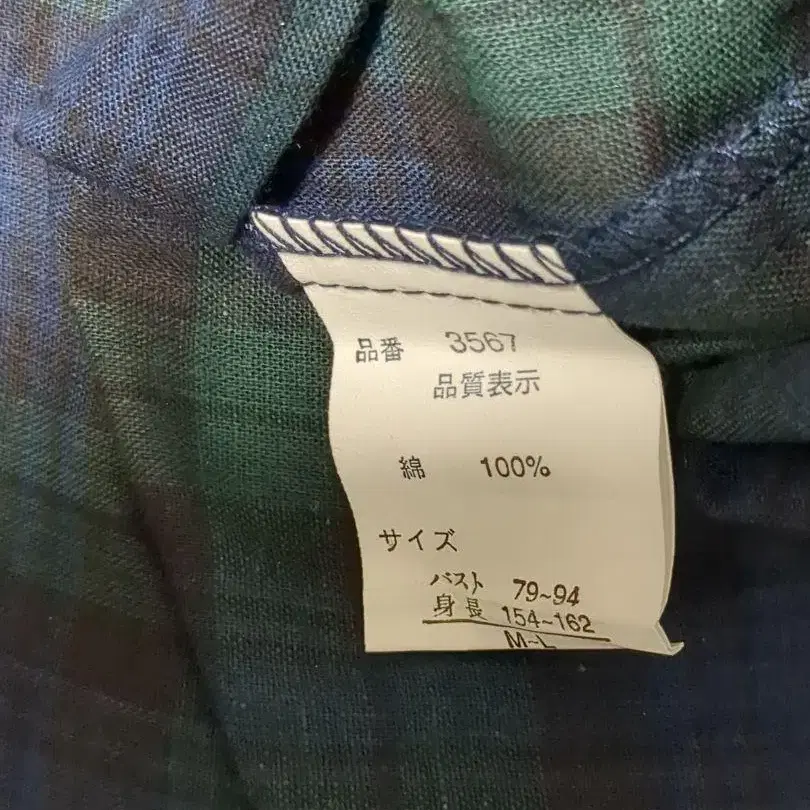 品番 3567
品質表示
綿 100%
サイズ
バスト 79~94
身長 154~162
M~L